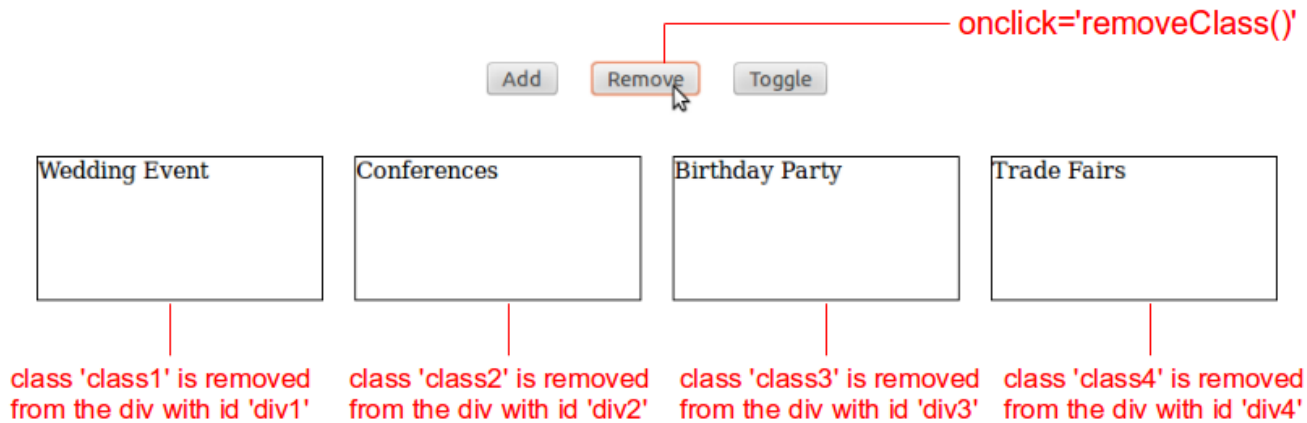 onclick='removeClass()'
Add Remove Toggle
Wedding Event Conferences Birthday Party Trade Fairs
class 'class1' is removed
from the div with id 'div1'
class 'class2' is removed
from the div with id 'div2'
class 'class3' is removed
from the div with id 'div3'
class 'class4' is removed
from the div with id 'div4'